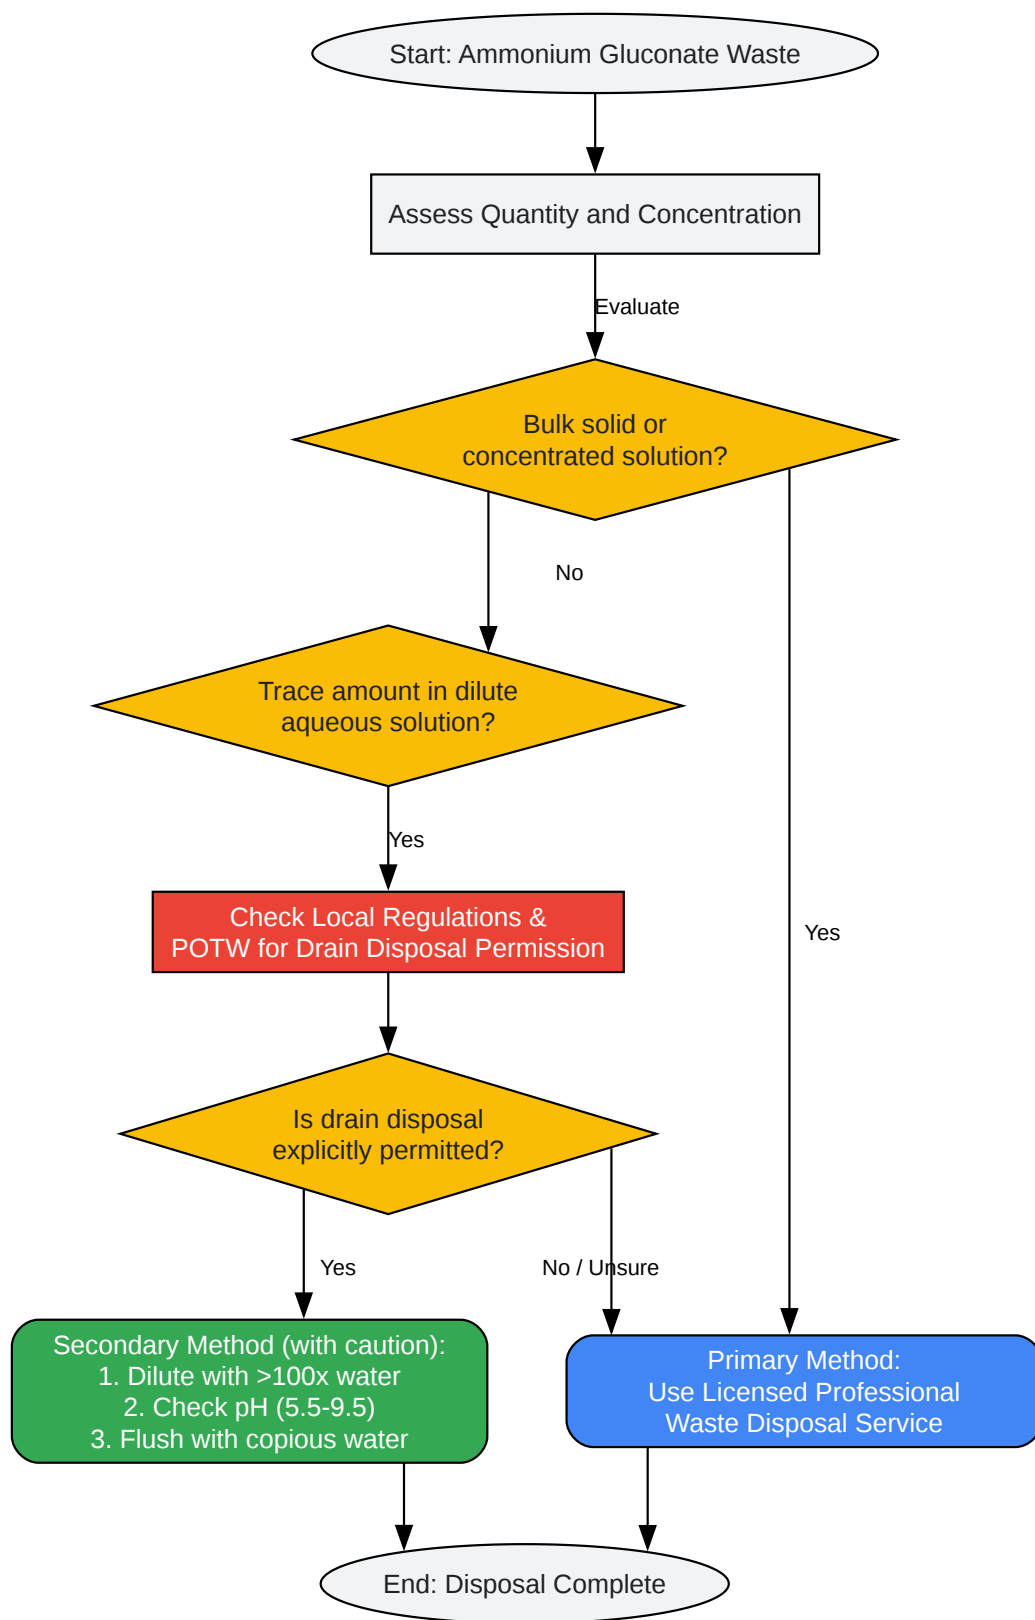 Start: Ammonium Gluconate Waste
Assess Quantity and Concentration
Evaluate
Bulk solid or
concentrated solution?
No
Trace amount in dilute
aqueous solution?
Yes
Check Local Regulations &
POTW for Drain Disposal Permission
Yes
Is drain disposal
explicitly permitted?
Yes
No / Unsure
Secondary Method (with caution):
1. Dilute with >100x water
2. Check pH (5.5-9.5)
3. Flush with copious water
Primary Method:
Use Licensed Professional
Waste Disposal Service
End: Disposal Complete